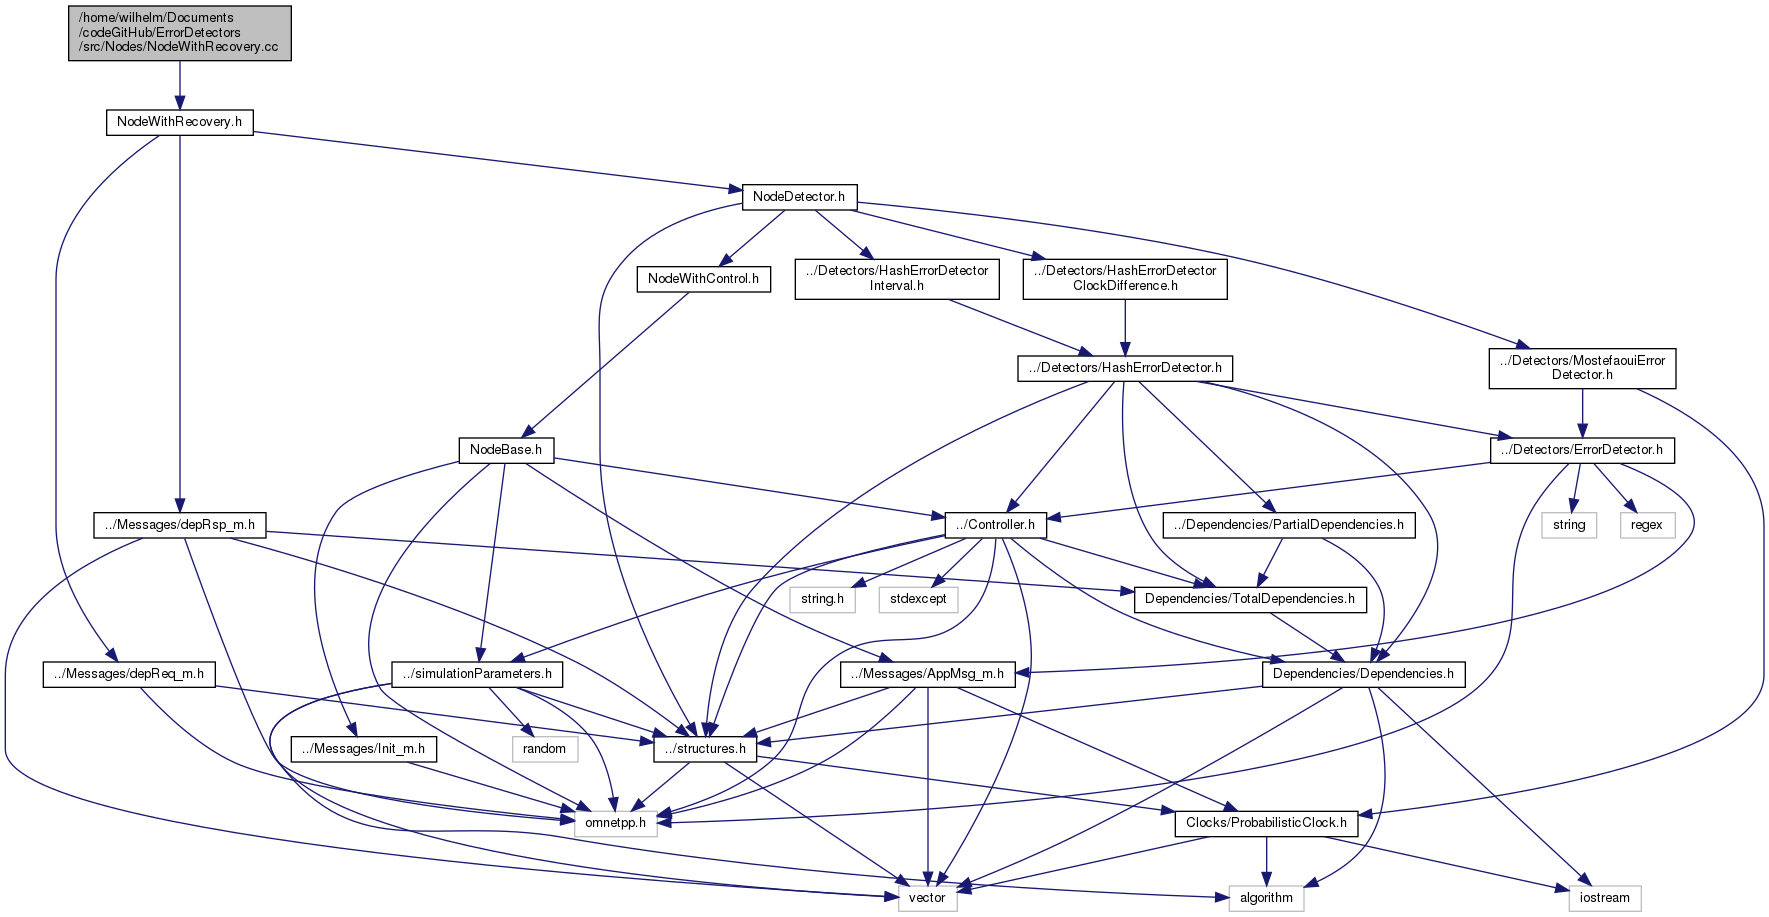 /home/wilhelm/Documents
/codeGitHub/ErrorDetectors
/src/Nodes/NodeWithRecovery.cc
NodeWithRecovery.h
NodeDetector.h
NodeWithControl.h
../Detectors/HashErrorDetector
Interval.h
../Detectors/HashErrorDetector
ClockDifference.h
../Detectors/HashErrorDetector.h
../Detectors/MostefaouiError
Detector.h
NodeBase.h
../Detectors/ErrorDetector.h
../Messages/depRsp_m.h
../Controller.h
../Dependencies/PartialDependencies.h
string
regex
string.h
stdexcept
Dependencies/TotalDependencies.h
../Messages/depReq_m.h
../simulationParameters.h
../Messages/AppMsg_m.h
Dependencies/Dependencies.h
../Messages/Init_m.h
random
../structures.h
omnetpp.h
Clocks/ProbabilisticClock.h
vector
algorithm
iostream